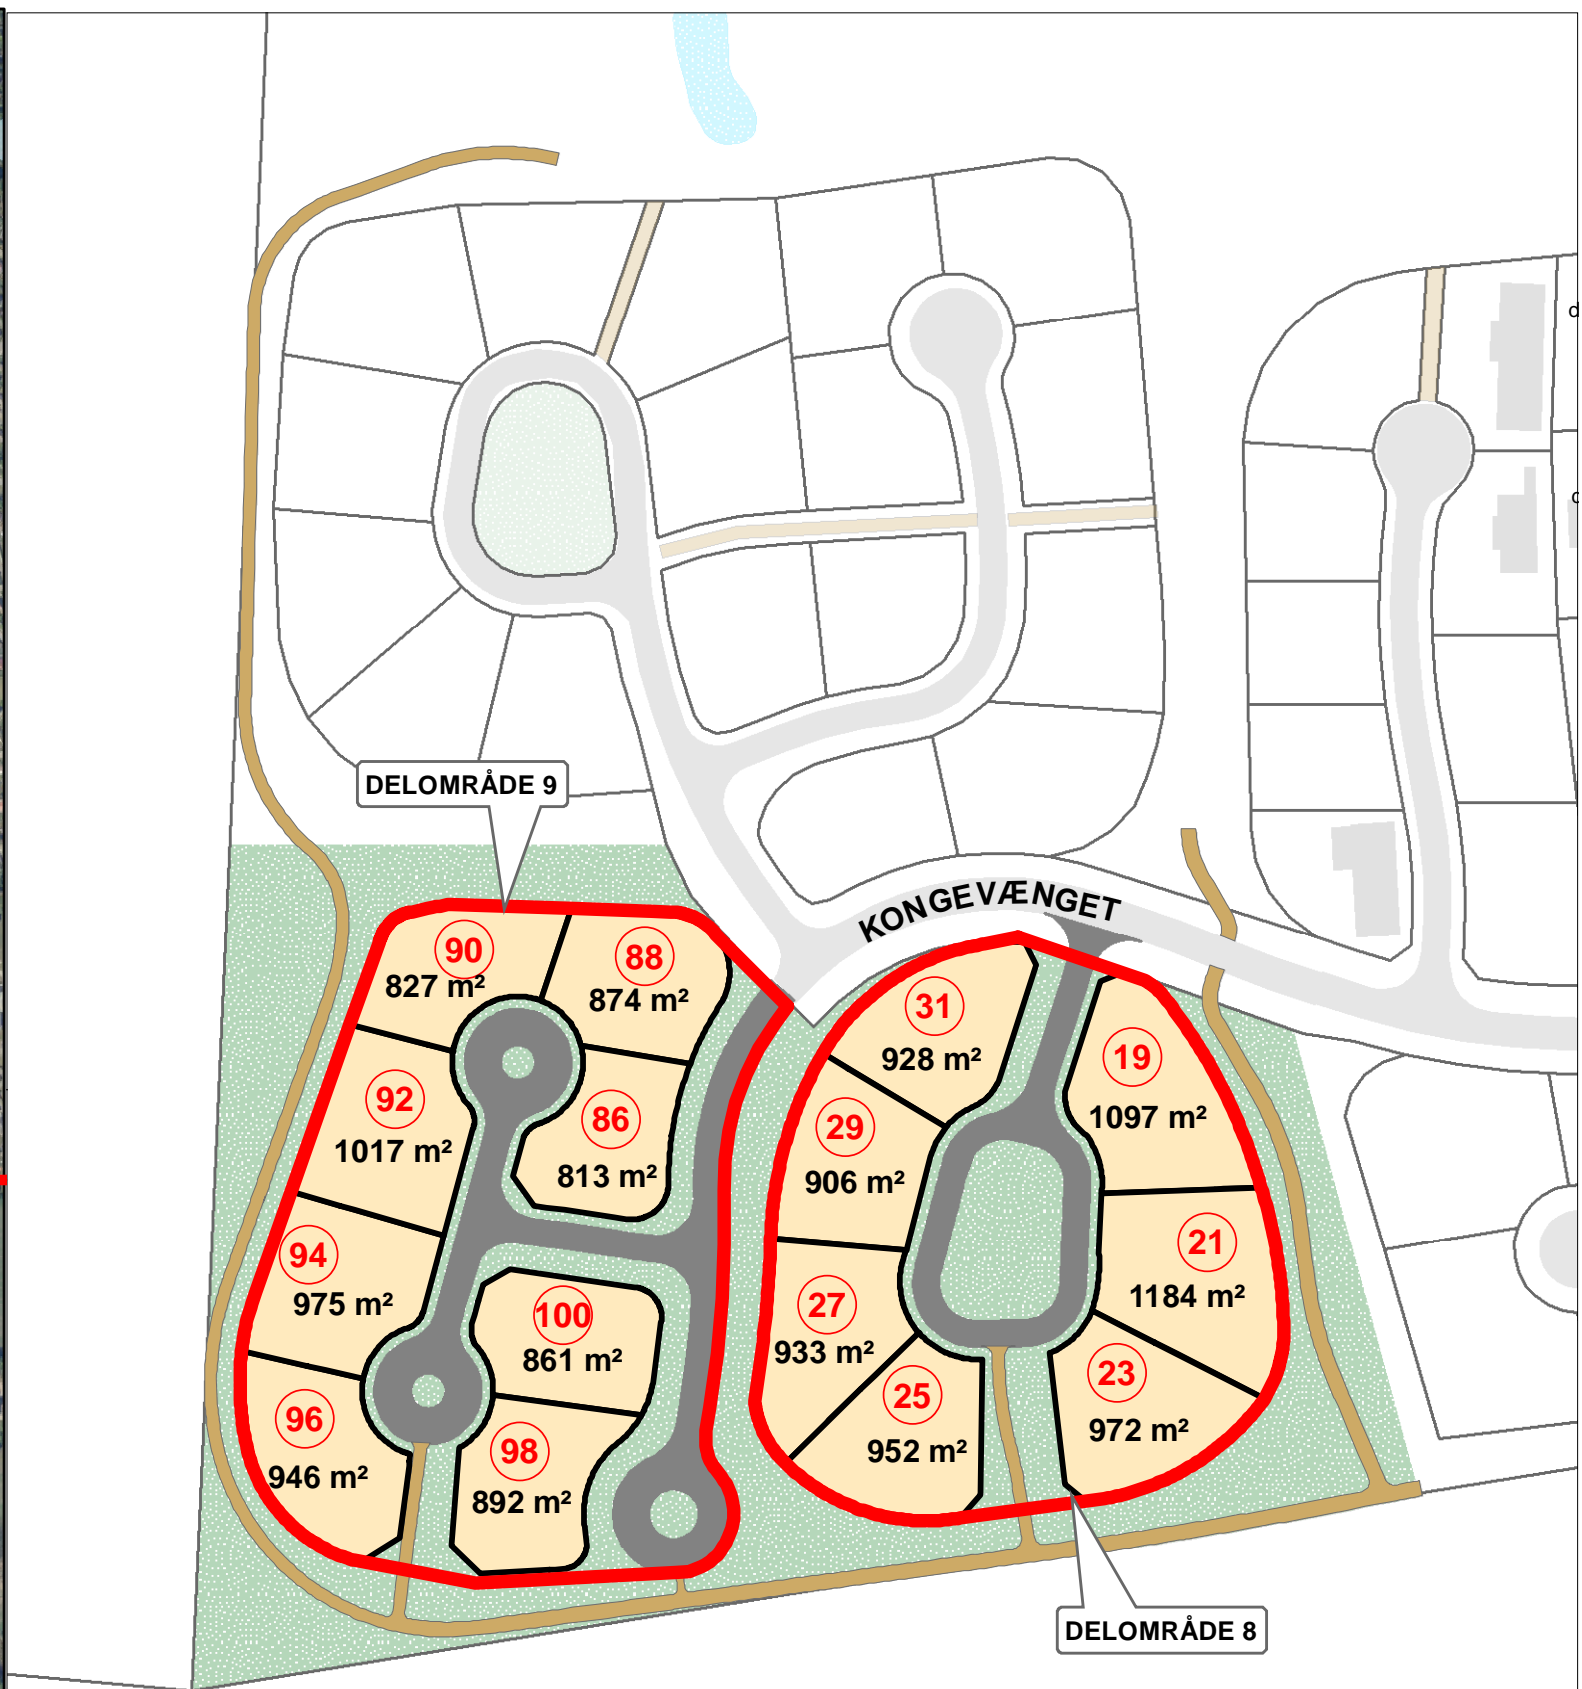 DELOMRÅDE 9
KONGEVÆNGET
90
827 m²
88
874 m²
92
1017 m²
86
813 m²
94
975 m²
100
861 m²
96
946 m²
98
892 m²
31
928 m²
19
1097 m²
29
906 m²
21
1184 m²
27
933 m²
25
952 m²
23
972 m²
DELOMRÅDE 8